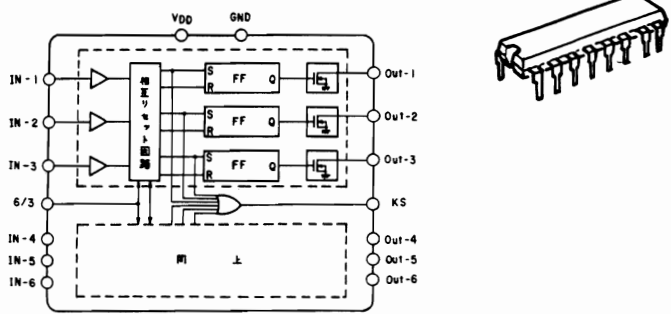 VDD
GND
IN-1
IN-2
IN-3
6/3
IN-4
IN-5
IN-6
相互リセット回路
S
R
FF
Q
S
R
FF
Q
S
R
FF
Q
同上
Out-1
Out-2
Out-3
KS
Out-4
Out-5
Out-6